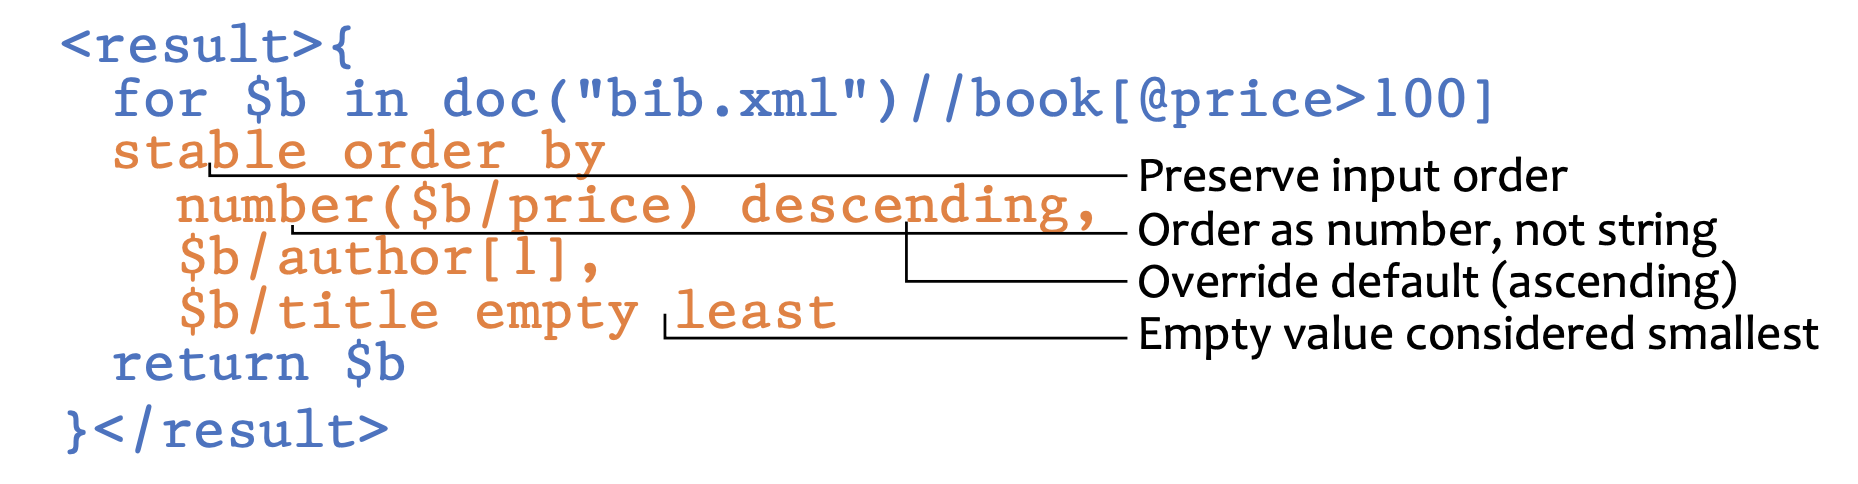 <result>{
for $b in doc("bib.xml")//book[@price>100]
stable order by
Preserve input order
number($b/price) descending,
Order as number, not string
$b/author[1],
Override default (ascending)
$b/title empty least
Empty value considered smallest
return $b
}</result>